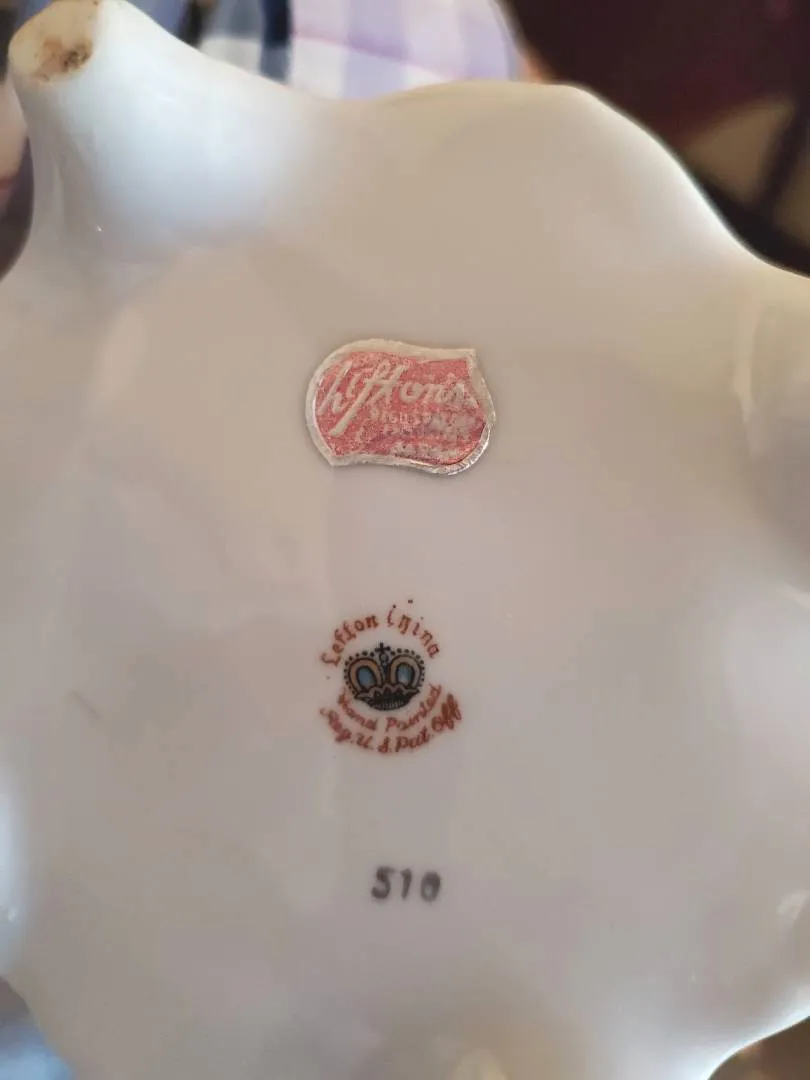 Lefton's
Lefton China
Hand Painted
Reg. U. S. Pat. Off
510